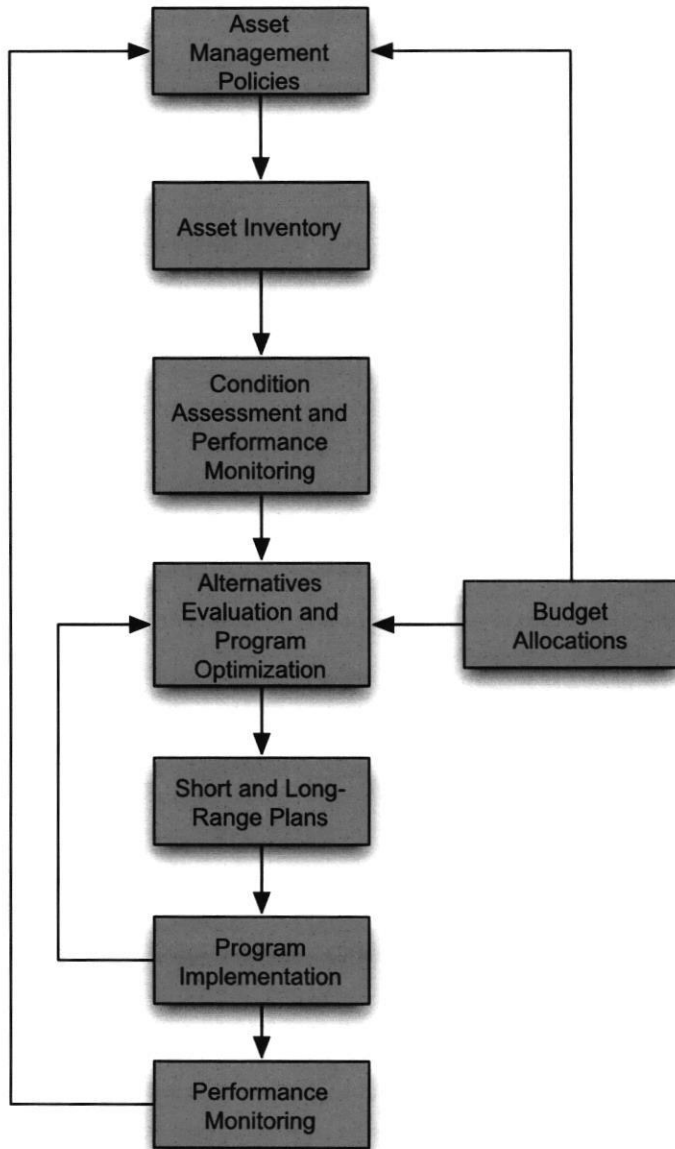 Asset
Management
Policies
Asset Inventory
Condition
Assessment and
Performance
Monitoring
Alternatives
Evaluation and
Program
Optimization
Budget
Allocations
Short and Long-
Range Plans
Program
Implementation
Performance
Monitoring